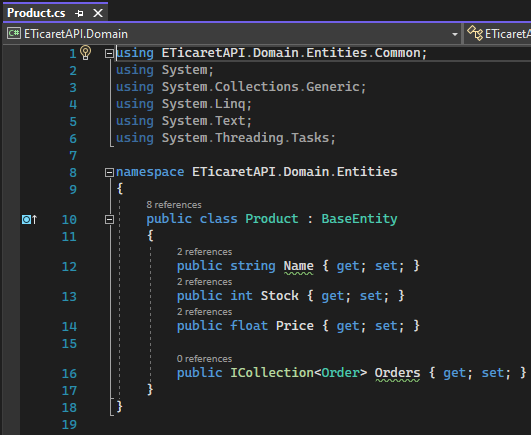 Product.cs
C# ETicaretAPI.Domain ETicaretA
1 using ETicaretAPI.Domain.Entities.Common;
2 using System;
3 using System.Collections.Generic;
4 using System.Linq;
5 using System.Text;
6 using System.Threading.Tasks;
7
8 namespace ETicaretAPI.Domain.Entities
9 {
8 references
10 public class Product : BaseEntity
11 {
2 references
12 public string Name { get; set; }
2 references
13 public int Stock { get; set; }
2 references
14 public float Price { get; set; }
15
0 references
16 public ICollection<Order> Orders { get; set; }
17 }
18 }
19